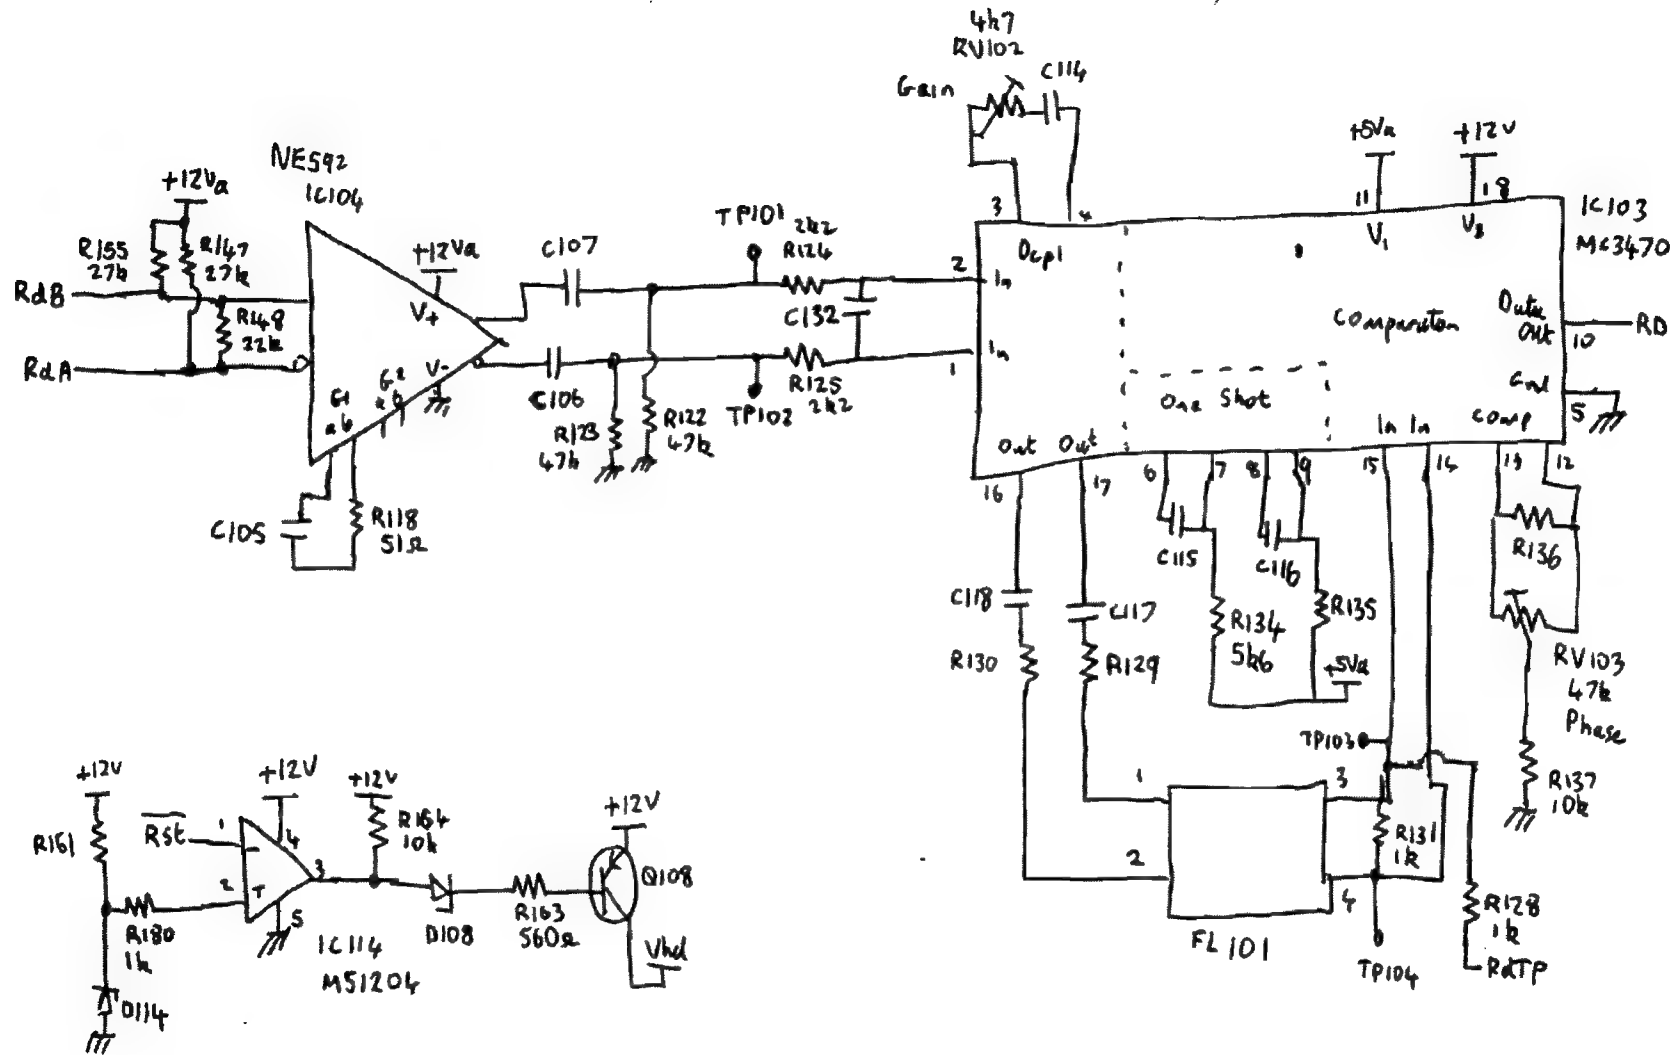 4k7
RV102
C114
Gain
NE592
IC104
+12Va
R155
27k
R147
27k
RdB
R148
22k
RdA
+12Va
V+
V-
G1
a b
G2
a b
C105
R118
51Ω
C107
C106
R123
47k
R122
47k
TP101
2k2
R124
C132
TP102
R125
2k2
3
4
Dcp1
2
In
In
1
+5Va
+12V
11
18
V1
V2
IC103
MC3470
Comparitor
Data
Out
10
RD
Gnd
5
One Shot
Out
Out
In
In
Comp
16
17
6
7
8
9
15
14
13
12
C115
C116
C118
C117
R130
R129
R134
5k6
R135
+5Va
R136
RV103
47k
Phase
R137
10k
TP103
1
2
3
4
FL101
R131
1k
TP104
R128
1k
RdTP
+12V
R161
Rst
1
2
3
4
5
-
+
+12V
+12V
R164
10k
R180
1k
D114
IC114
M51204
D108
R163
560Ω
+12V
Q108
Vhd